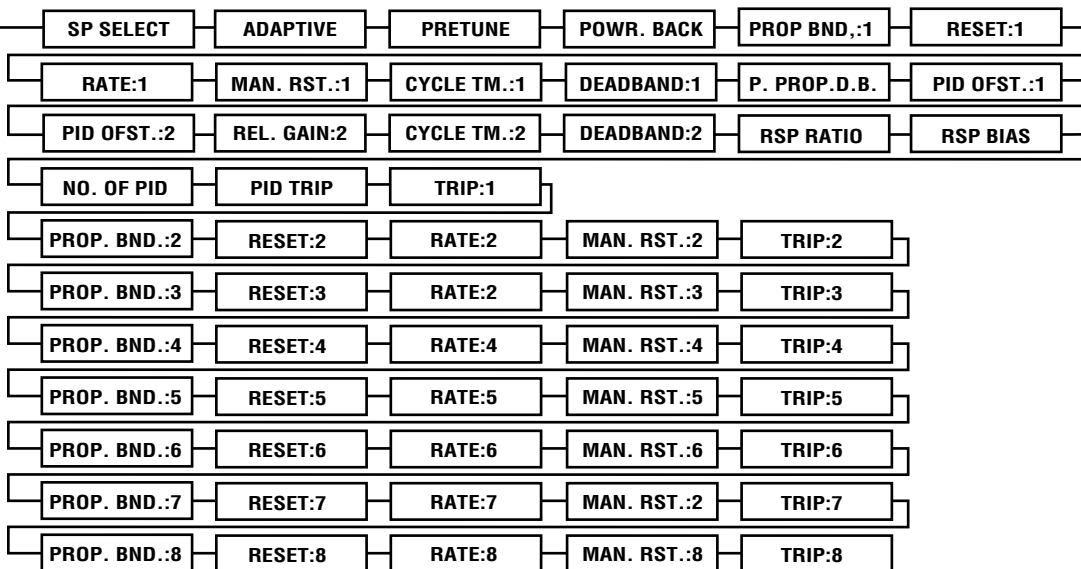 SP SELECT ADAPTIVE PRETUNE POWR. BACK PROP BND,:1 RESET:1
RATE:1 MAN. RST.:1 CYCLE TM.:1 DEADBAND:1 P. PROP.D.B. PID OFST.:1
PID OFST.:2 REL. GAIN:2 CYCLE TM.:2 DEADBAND:2 RSP RATIO RSP BIAS
NO. OF PID PID TRIP TRIP:1
PROP. BND.:2 RESET:2 RATE:2 MAN. RST.:2 TRIP:2
PROP. BND.:3 RESET:3 RATE:2 MAN. RST.:3 TRIP:3
PROP. BND.:4 RESET:4 RATE:4 MAN. RST.:4 TRIP:4
PROP. BND.:5 RESET:5 RATE:5 MAN. RST.:5 TRIP:5
PROP. BND.:6 RESET:6 RATE:6 MAN. RST.:6 TRIP:6
PROP. BND.:7 RESET:7 RATE:7 MAN. RST.:2 TRIP:7
PROP. BND.:8 RESET:8 RATE:8 MAN. RST.:8 TRIP:8